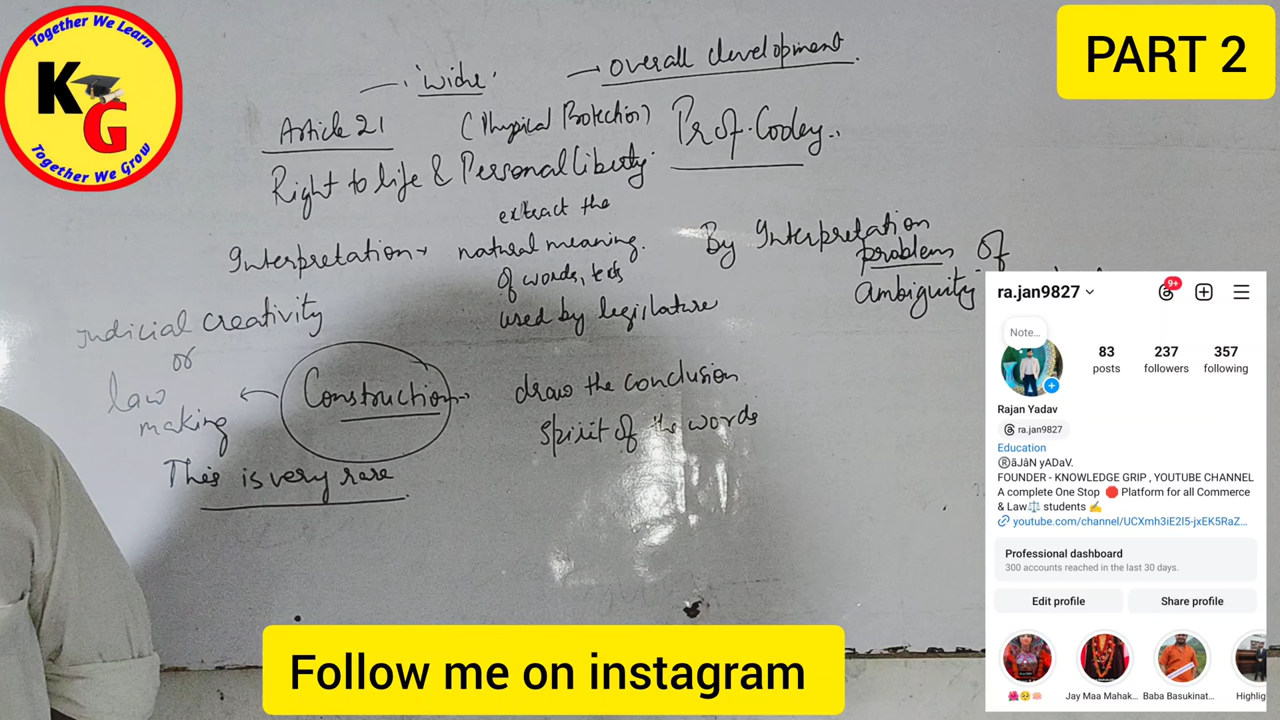 Together We Learn
K
G
Together We Grow
PART 2
'Wide'
overall development
Article 21
(Physical Protection)
Prof. Cooley
Right to life & Personal Liberty
Interpretation
extract the
natural meaning.
of words, texts
used by legislature
By Interpretation
problem of
ambiguity
Judicial creativity
or
law
making
Construction
draw the conclusion
spirit of the words
This is very rare
ra.jan9827
9+
Note...
83
237
357
posts
followers
following
Rajan Yadav
ra.jan9827
Education
ⓇãJâN yADaV.
FOUNDER - KNOWLEDGE GRIP , YOUTUBE CHANNEL
A complete One Stop 🛑 Platform for all Commerce
& Law⚖️ students ✍️
youtube.com/channel/UCXmh3iE2l5-jxEK5RaZ...
Professional dashboard
300 accounts reached in the last 30 days.
Edit profile
Share profile
Jay Maa Mahak...
Baba Basukinat...
Highlig
Follow me on instagram